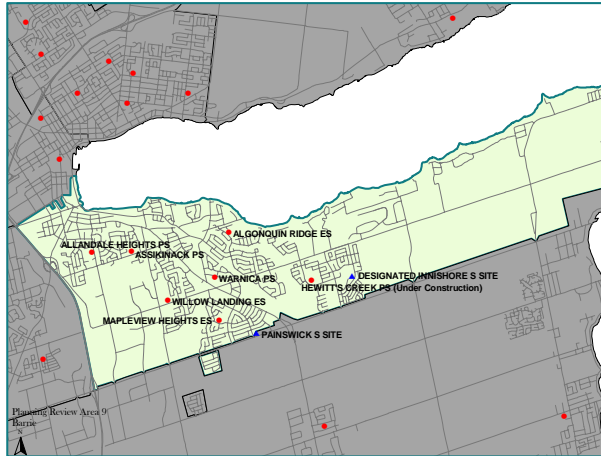 ALGONQUIN RIDGE ES
ALLANDALE HEIGHTS PS
ASSIKINACK PS
WARNICA PS
DESIGNATED INNISHORE S SITE
HEWITT'S CREEK PS (Under Construction)
WILLOW LANDING ES
MAPLEVIEW HEIGHTS ES
PAINSWICK S SITE
Planning Review Area 9
Barrie
N